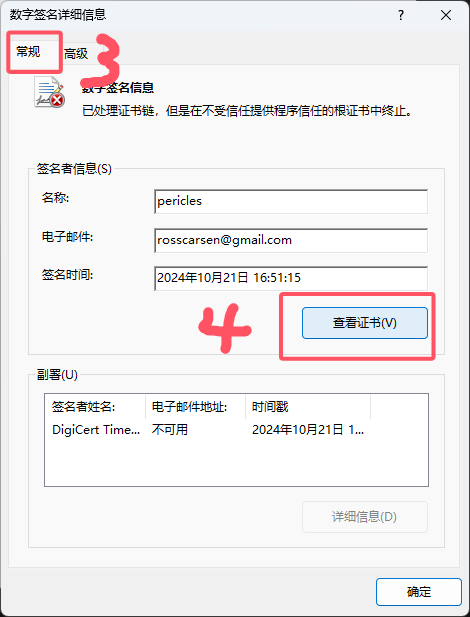 数字签名详细信息
?
常规
高级
3
数字签名信息
已处理证书链，但是在不受信任提供程序信任的根证书中终止。
签名者信息(S)
名称:
pericles
电子邮件:
rosscarsen@gmail.com
签名时间:
2024年10月21日 16:51:15
4
查看证书(V)
副署(U)
签名者姓名: 电子邮件地址: 时间戳
DigiCert Time... 不可用 2024年10月21日 1...
详细信息(D)
确定